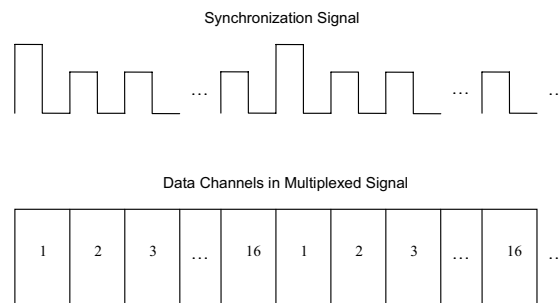 Synchronization Signal
... ... ...
Data Channels in Multiplexed Signal
1 2 3 ... 16 1 2 3 ... 16 ...